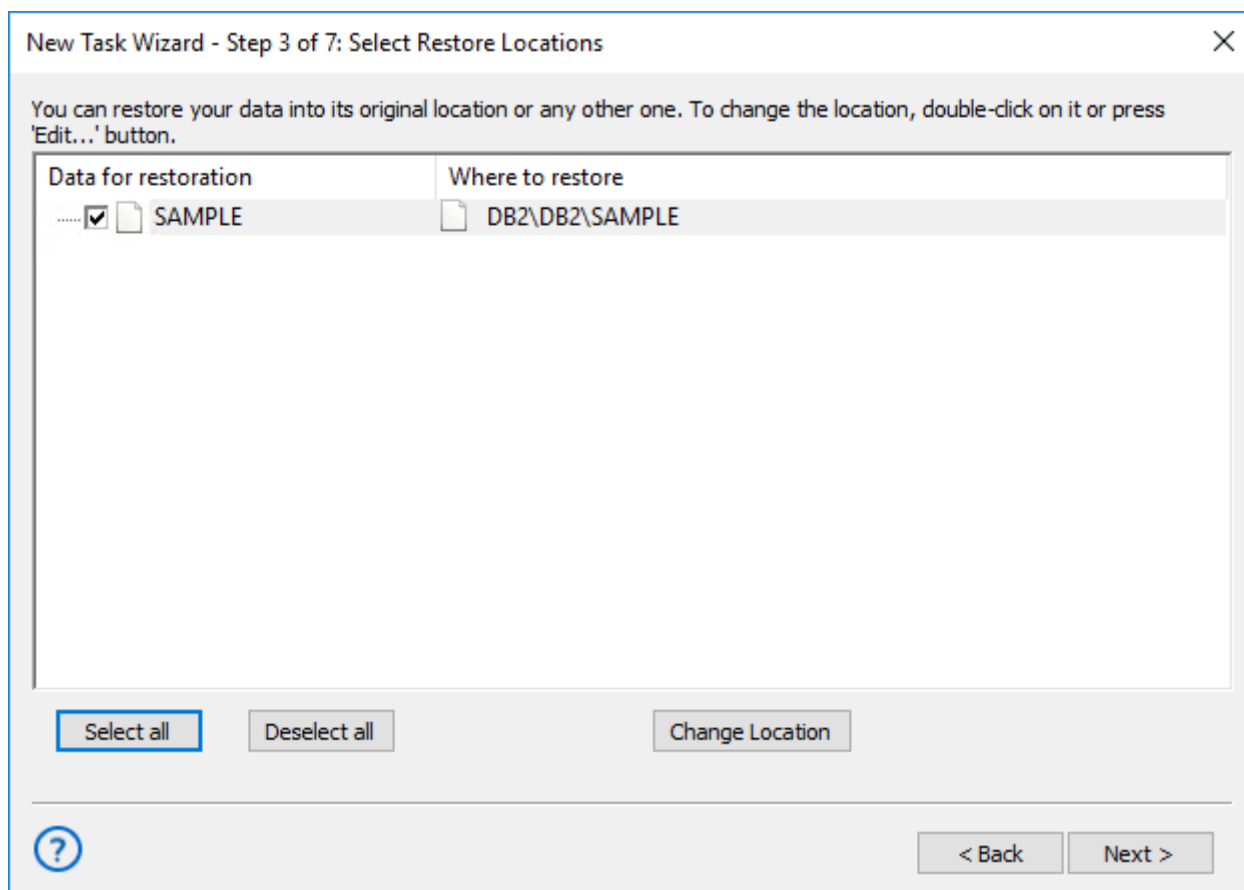 New Task Wizard - Step 3 of 7: Select Restore Locations
You can restore your data into its original location or any other one. To change the location, double-click on it or press
'Edit...' button.
Data for restoration Where to restore
SAMPLE DB2\DB2\SAMPLE
Select all Deselect all Change Location
? < Back Next >